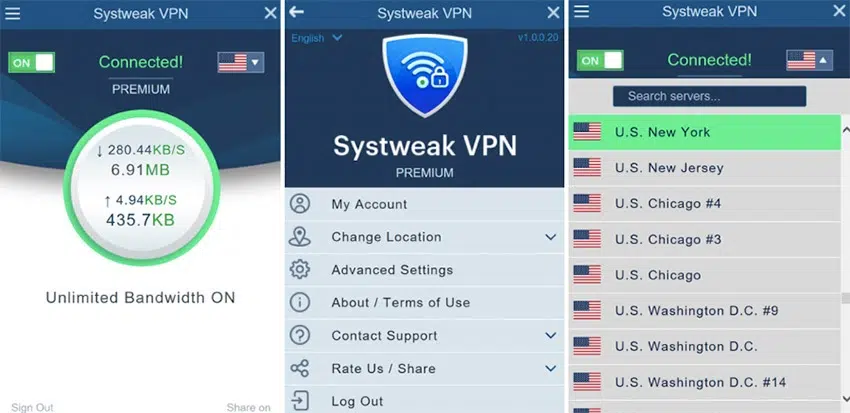 Systweak VPN
ON
Connected!
PREMIUM
↓ 280.44KB/S
6.91MB
↑ 4.94KB/S
435.7KB
Unlimited Bandwidth ON
Sign Out
Share on
Systweak VPN
English
v1.0.0.20
Systweak VPN
PREMIUM
My Account
Change Location
Advanced Settings
About / Terms of Use
Contact Support
Rate Us / Share
Log Out
Systweak VPN
ON
Connected!
PREMIUM
Search servers...
U.S. New York
U.S. New Jersey
U.S. Chicago #4
U.S. Chicago #3
U.S. Chicago
U.S. Washington D.C. #9
U.S. Washington D.C.
U.S. Washington D.C. #14